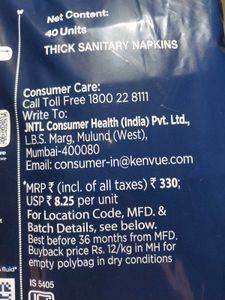 Net Content:
40 Units
THICK SANITARY NAPKINS
Consumer Care:
Call Toll Free 1800 22 8111
Write To:
JNTL Consumer Health (India) Pvt. Ltd.,
L.B.S. Marg, Mulund (West),
Mumbai-400080
Email: consumer-in@kenvue.com
*MRP ₹ (incl. of all taxes) ₹ 330;
USP ₹ 8.25 per unit
For Location Code, MFD. &
Batch Details, see below.
Best before 36 months from MFD.
Buyback price Rs. 12/kg in MH for
empty polybag in dry conditions
fluid*
IS 5405